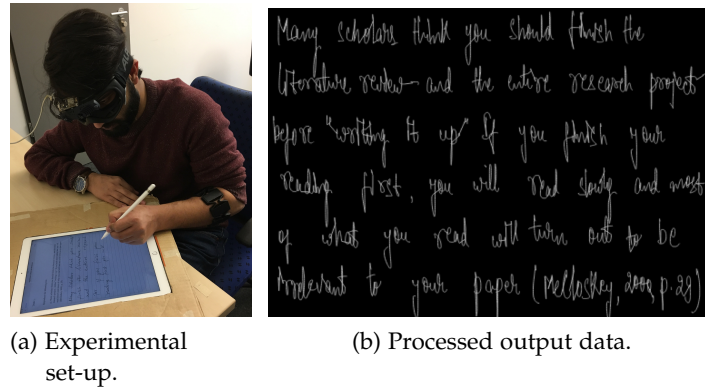 Many scholars think you should finish the
literature review and the entire research project
before "writing it up" If you finish your
reading first, you will read slowly and most
of what you read will turn out to be
irrelevant to your paper ( 2000, p.28)
(a) Experimental
set-up.
(b) Processed output data.